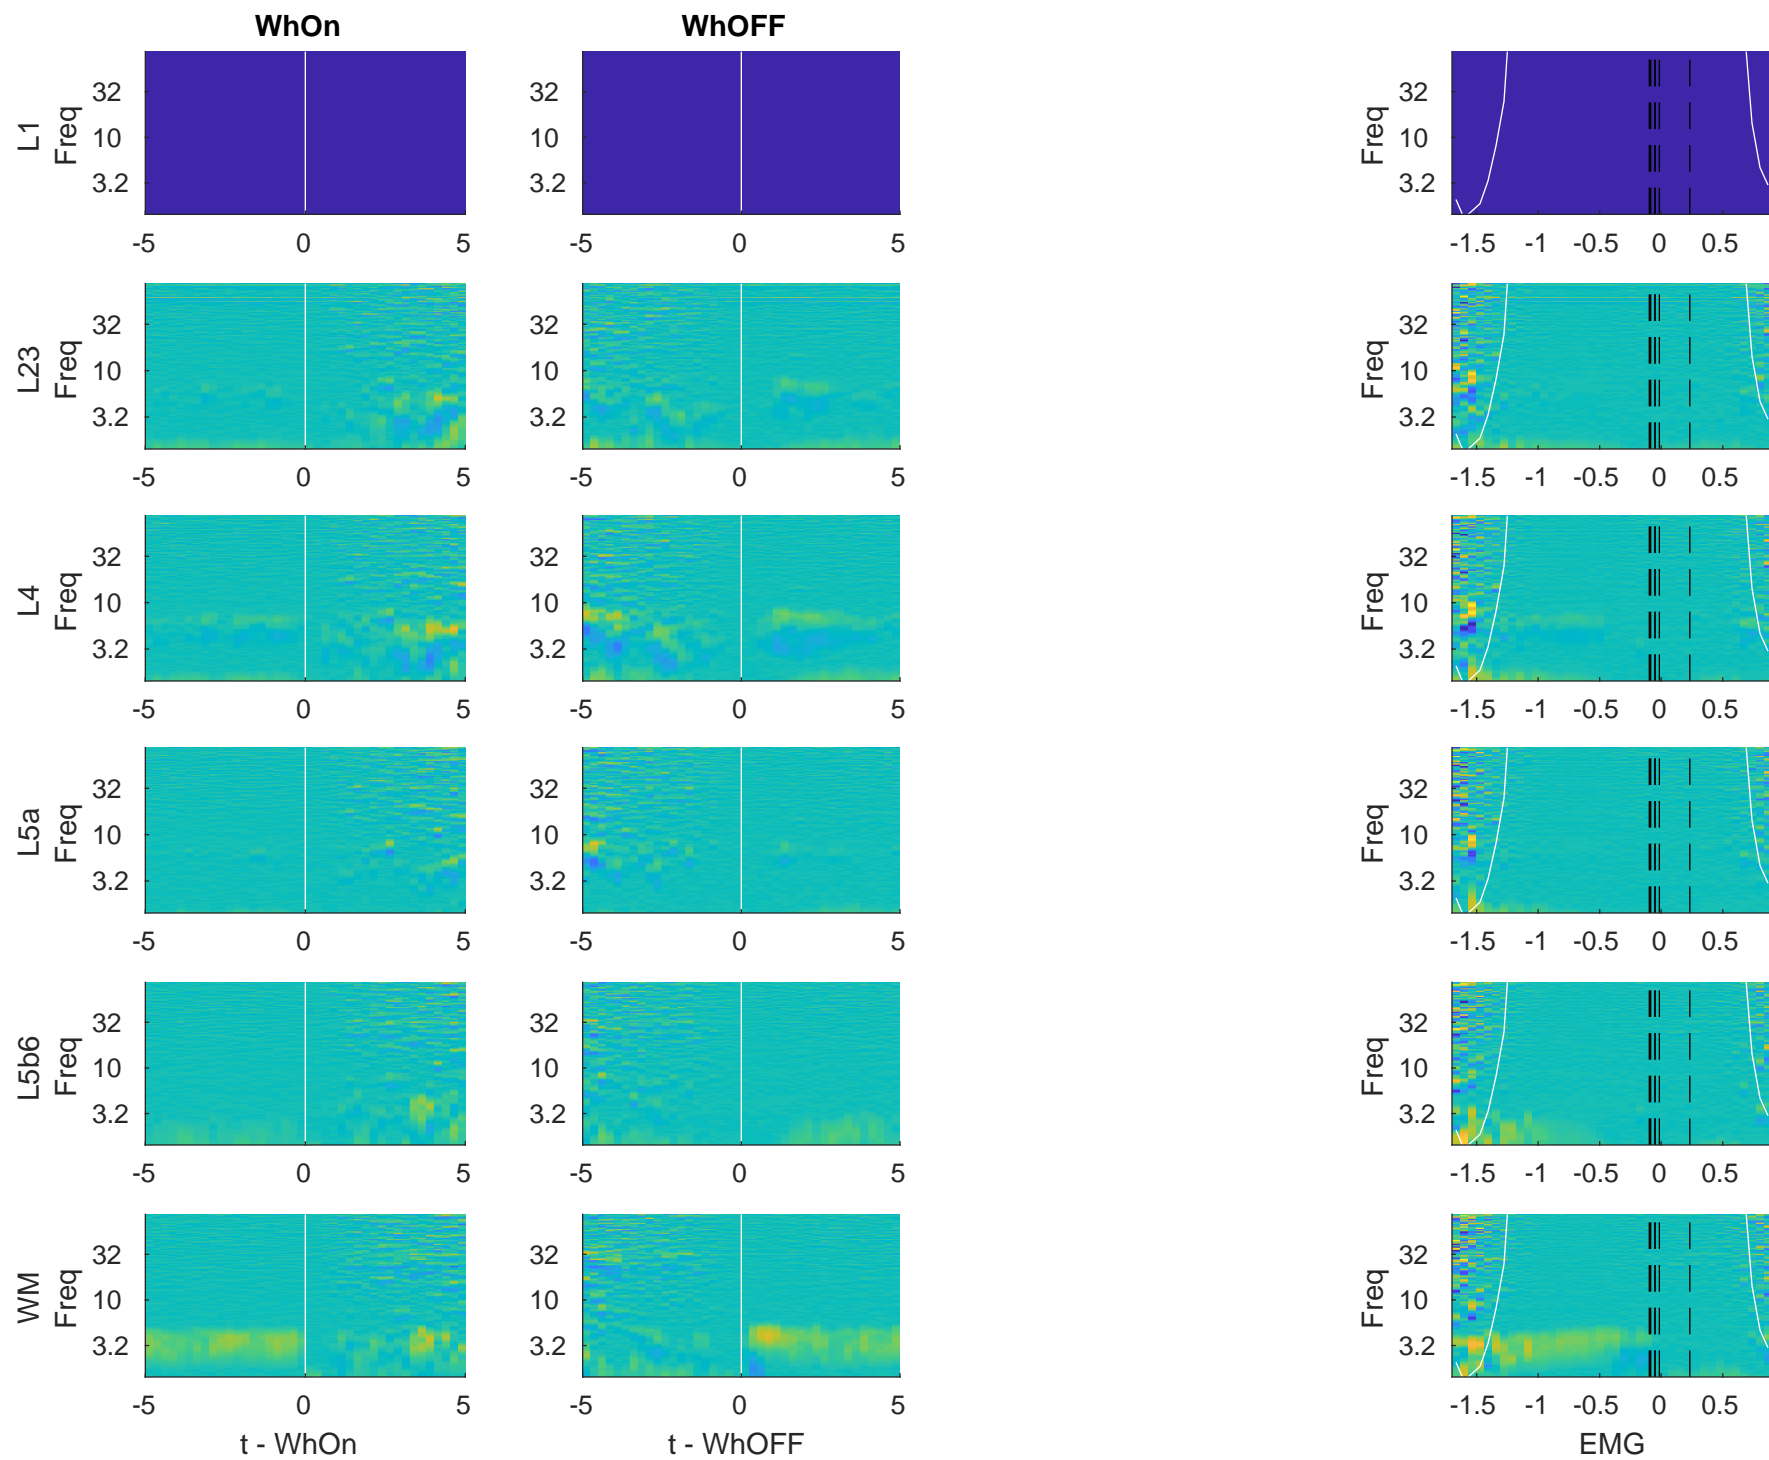 WhOn WhOFF
L1
Freq 32 10 3.2 32 10 3.2 Freq 32 10 3.2
-5 0 5 -5 0 5 -1.5 -1 -0.5 0 0.5
L23
Freq 32 10 3.2 32 10 3.2 Freq 32 10 3.2
-5 0 5 -5 0 5 -1.5 -1 -0.5 0 0.5
L4
Freq 32 10 3.2 32 10 3.2 Freq 32 10 3.2
-5 0 5 -5 0 5 -1.5 -1 -0.5 0 0.5
L5a
Freq 32 10 3.2 32 10 3.2 Freq 32 10 3.2
-5 0 5 -5 0 5 -1.5 -1 -0.5 0 0.5
L5b6
Freq 32 10 3.2 32 10 3.2 Freq 32 10 3.2
-5 0 5 -5 0 5 -1.5 -1 -0.5 0 0.5
WM
Freq 32 10 3.2 32 10 3.2 Freq 32 10 3.2
-5 0 5 -5 0 5 -1.5 -1 -0.5 0 0.5
t - WhOn t - WhOFF EMG